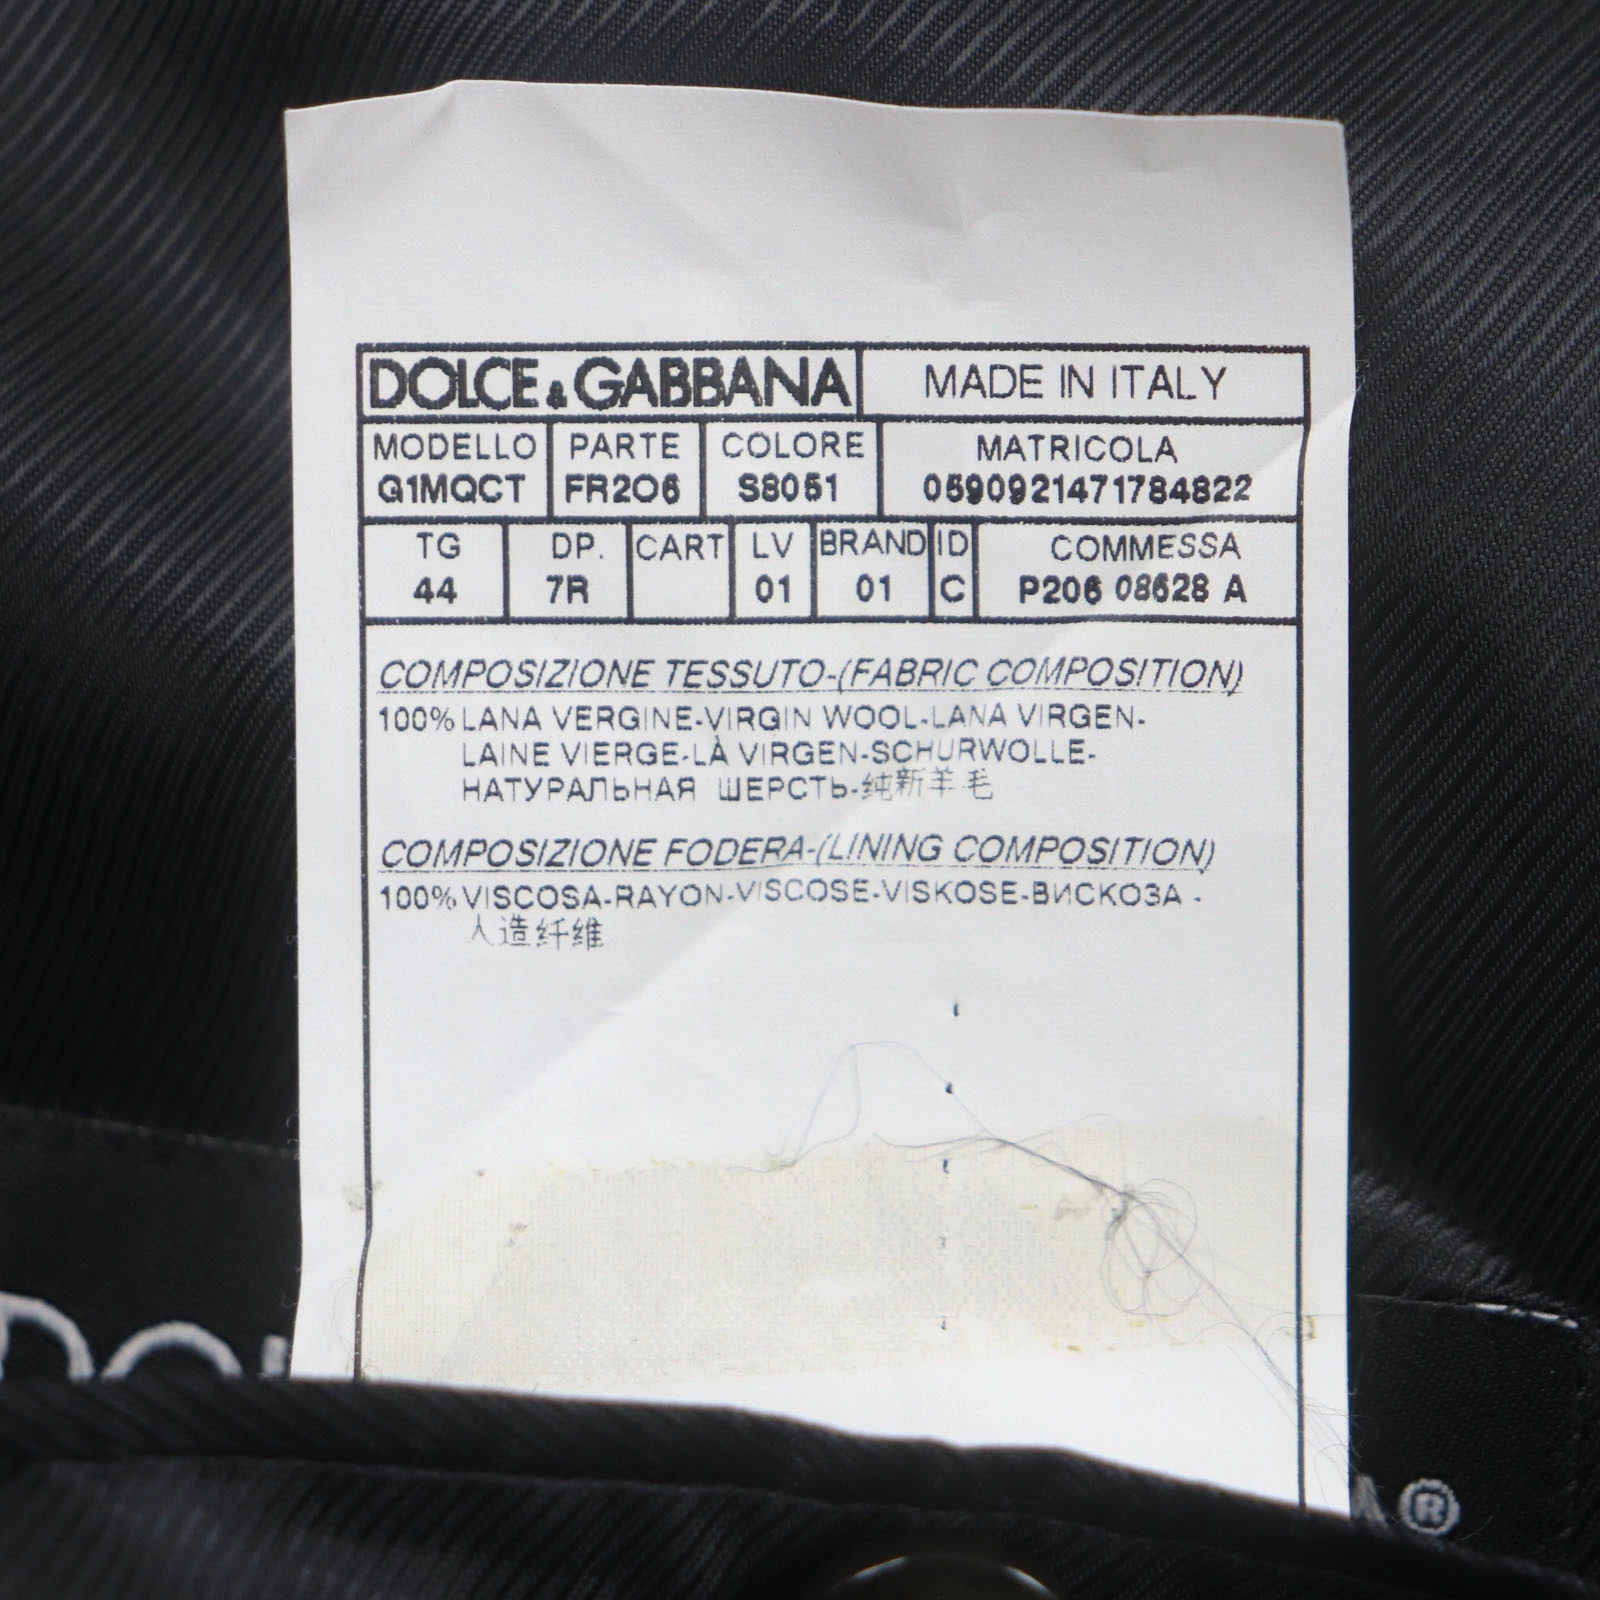 DOLCE & GABBANA MADE IN ITALY
MODELLO PARTE COLORE MATRICOLA
G1MQCT FR2O6 S8051 0590921471784822
TG DP. CART LV BRAND ID COMMESSA
44 7R 01 01 C P206 08628 A
COMPOSIZIONE TESSUTO-(FABRIC COMPOSITION)
100% LANA VERGINE-VIRGIN WOOL-LANA VIRGEN-
LAINE VIERGE-LÀ VIRGEN-SCHURWOLLE-
НАТУРАЛЬНАЯ ШЕРСТЬ-纯新羊毛
COMPOSIZIONE FODERA-(LINING COMPOSITION)
100% VISCOSA-RAYON-VISCOSE-VISKOSE-ВИСКОЗА -
人造纤维
DO
A®